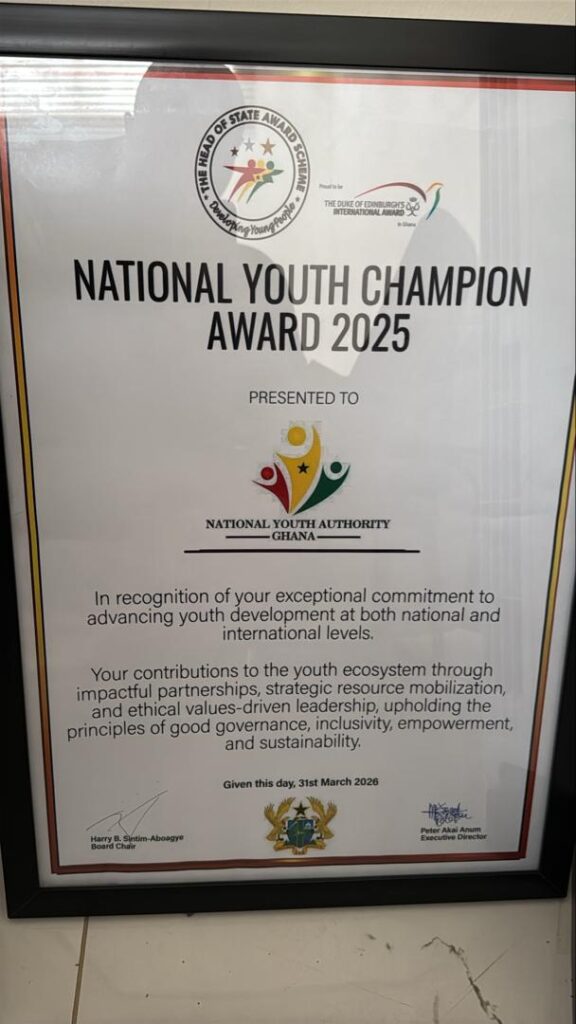 THE HEAD OF STATE AWARD SCHEME
Developing Young People
Proud to be
THE DUKE OF EDINBURGH'S
INTERNATIONAL AWARD
in Ghana
NATIONAL YOUTH CHAMPION
AWARD 2025
PRESENTED TO
NATIONAL YOUTH AUTHORITY
GHANA
In recognition of your exceptional commitment to
advancing youth development at both national and
international levels.
Your contributions to the youth ecosystem through
impactful partnerships, strategic resource mobilization,
and ethical values-driven leadership, upholding the
principles of good governance, inclusivity, empowerment,
and sustainability.
Given this day, 31st March 2026
Harry B. Sintim-Aboagye
Board Chair
Peter Akai Anum
Executive Director